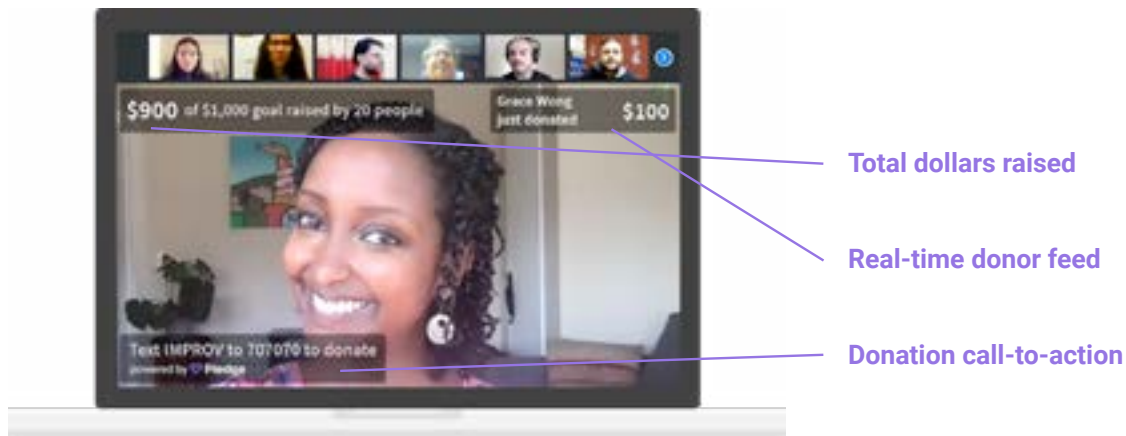 $900 of $1,000 goal raised by 20 people
Grace Wong
just donated
$100
Total dollars raised
Real-time donor feed
Donation call-to-action
Text IMPROV to 707070 to donate
powered by Pledge